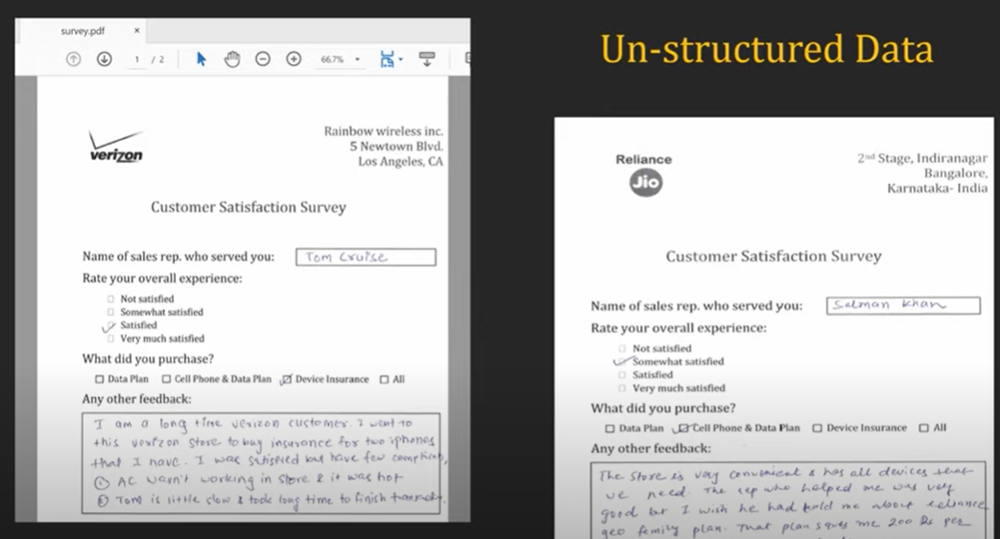 survey.pdf ×
1 / 2 66.7%
Un-structured Data
verizon
Rainbow wireless inc.
5 Newtown Blvd.
Los Angeles, CA
Customer Satisfaction Survey
Name of sales rep. who served you: Tom Cruise
Rate your overall experience:
Not satisfied
Somewhat satisfied
Satisfied
Very much satisfied
What did you purchase?
Data Plan Cell Phone & Data Plan Device Insurance All
Any other feedback:
I am a long time verizon customer. I went to
this verizon store to buy insurance for two iphones
that I have. I was satisfied but have few
① AC wasn't working in store & it was hot
② Tom is little slow & took long time to finish
Reliance
Jio
2nd Stage, Indiranagar
Bangalore,
Karnataka- India
Customer Satisfaction Survey
Name of sales rep. who served you: Salman Khan
Rate your overall experience:
Not satisfied
Somewhat satisfied
Satisfied
Very much satisfied
What did you purchase?
Data Plan Cell Phone & Data Plan Device Insurance All
Any other feedback:
The store is very convenient & has all devices that
we need. The rep who helped me was very
good but I wish he had told me about reliance
geo family plan. That plan saves me 200 Rs per